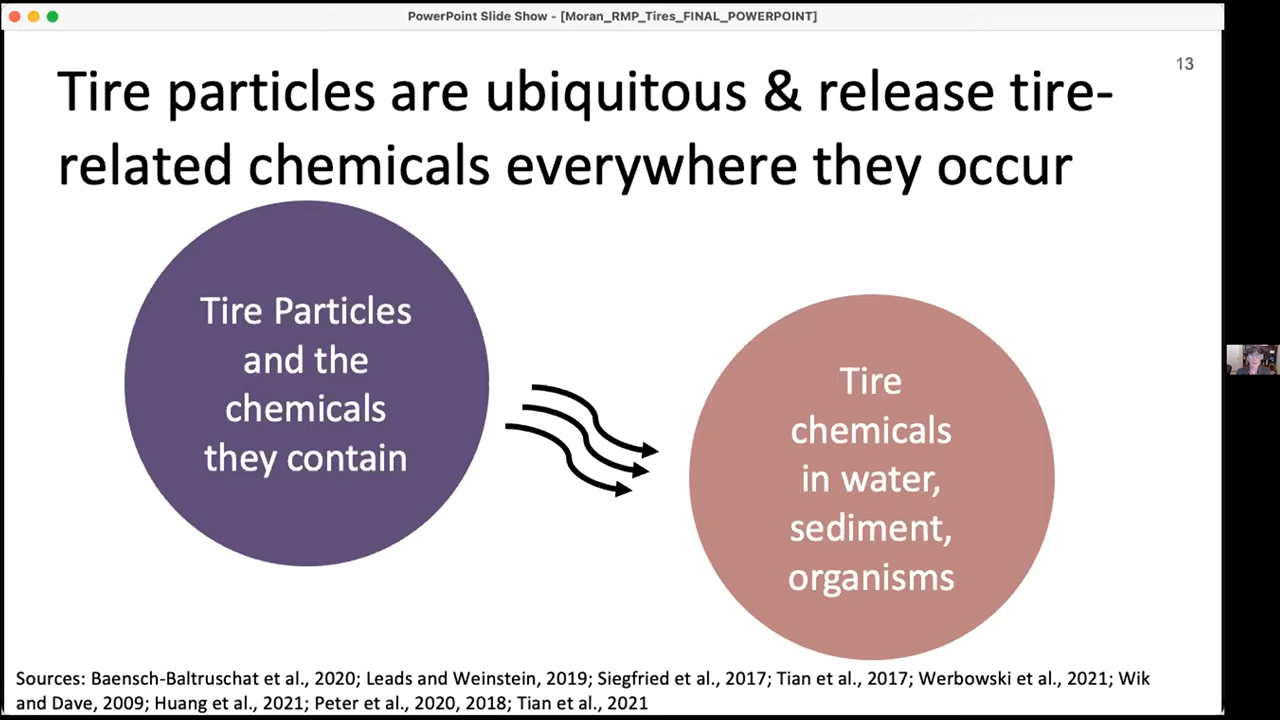 PowerPoint Slide Show - [Moran_RMP_Tires_FINAL_POWERPOINT]
13
Tire particles are ubiquitous & release tire-
related chemicals everywhere they occur
Tire Particles
and the
chemicals
they contain
Tire
chemicals
in water,
sediment,
organisms
Sources: Baensch-Baltruschat et al., 2020; Leads and Weinstein, 2019; Siegfried et al., 2017; Tian et al., 2017; Werbowski et al., 2021; Wik
and Dave, 2009; Huang et al., 2021; Peter et al., 2020, 2018; Tian et al., 2021